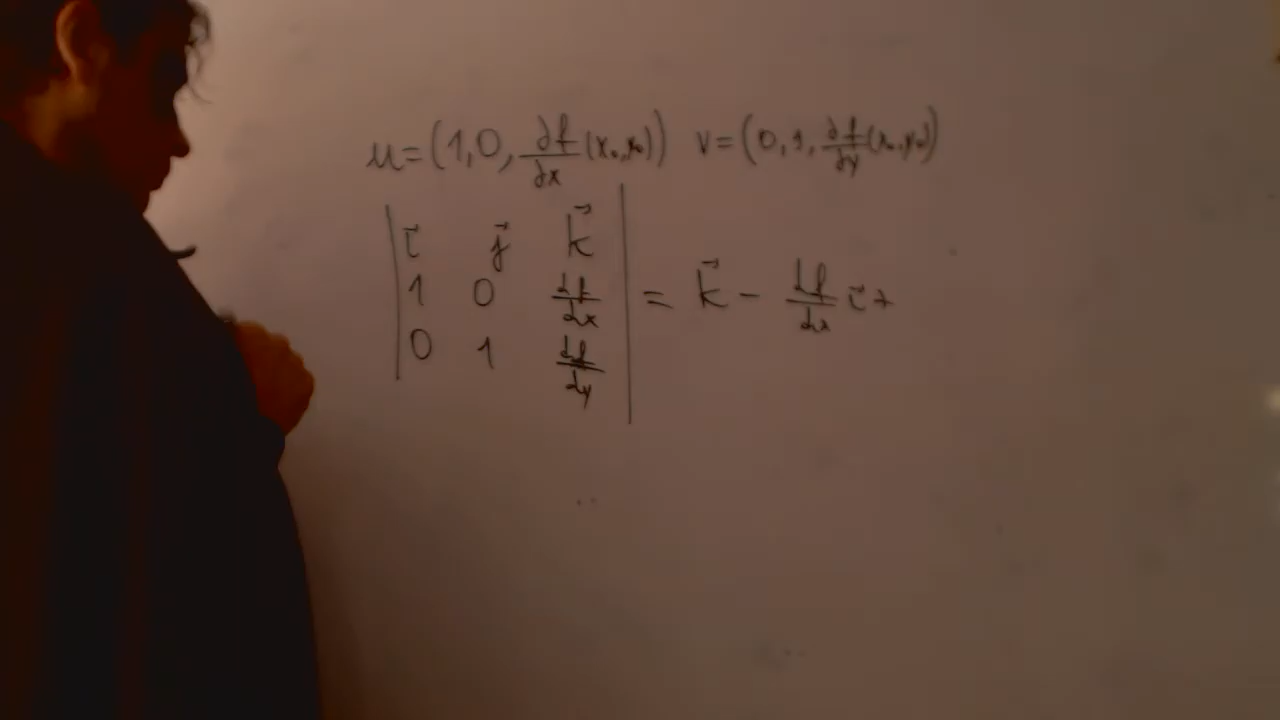 u=(1,0,∂f/∂x(x₀,y₀)) v=(0,1,∂f/∂y(x₀,y₀))
| i⃗ j⃗ k⃗ |
| 1 0 ∂f/∂x | = k⃗ - ∂f/∂x i⃗ +
| 0 1 ∂f/∂y |